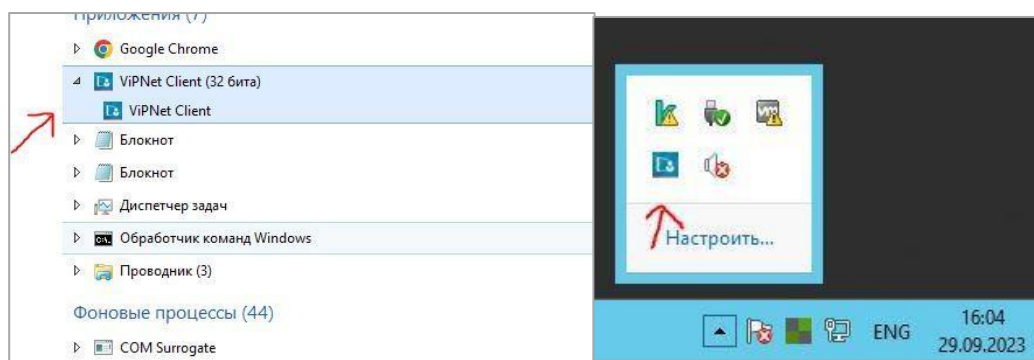 Приложения (7)
Google Chrome
ViPNet Client (32 бита)
ViPNet Client
Блокнот
Блокнот
Диспетчер задач
Обработчик команд Windows
Проводник (3)
Фоновые процессы (44)
COM Surrogate
Настроить...
ENG
16:04
29.09.2023